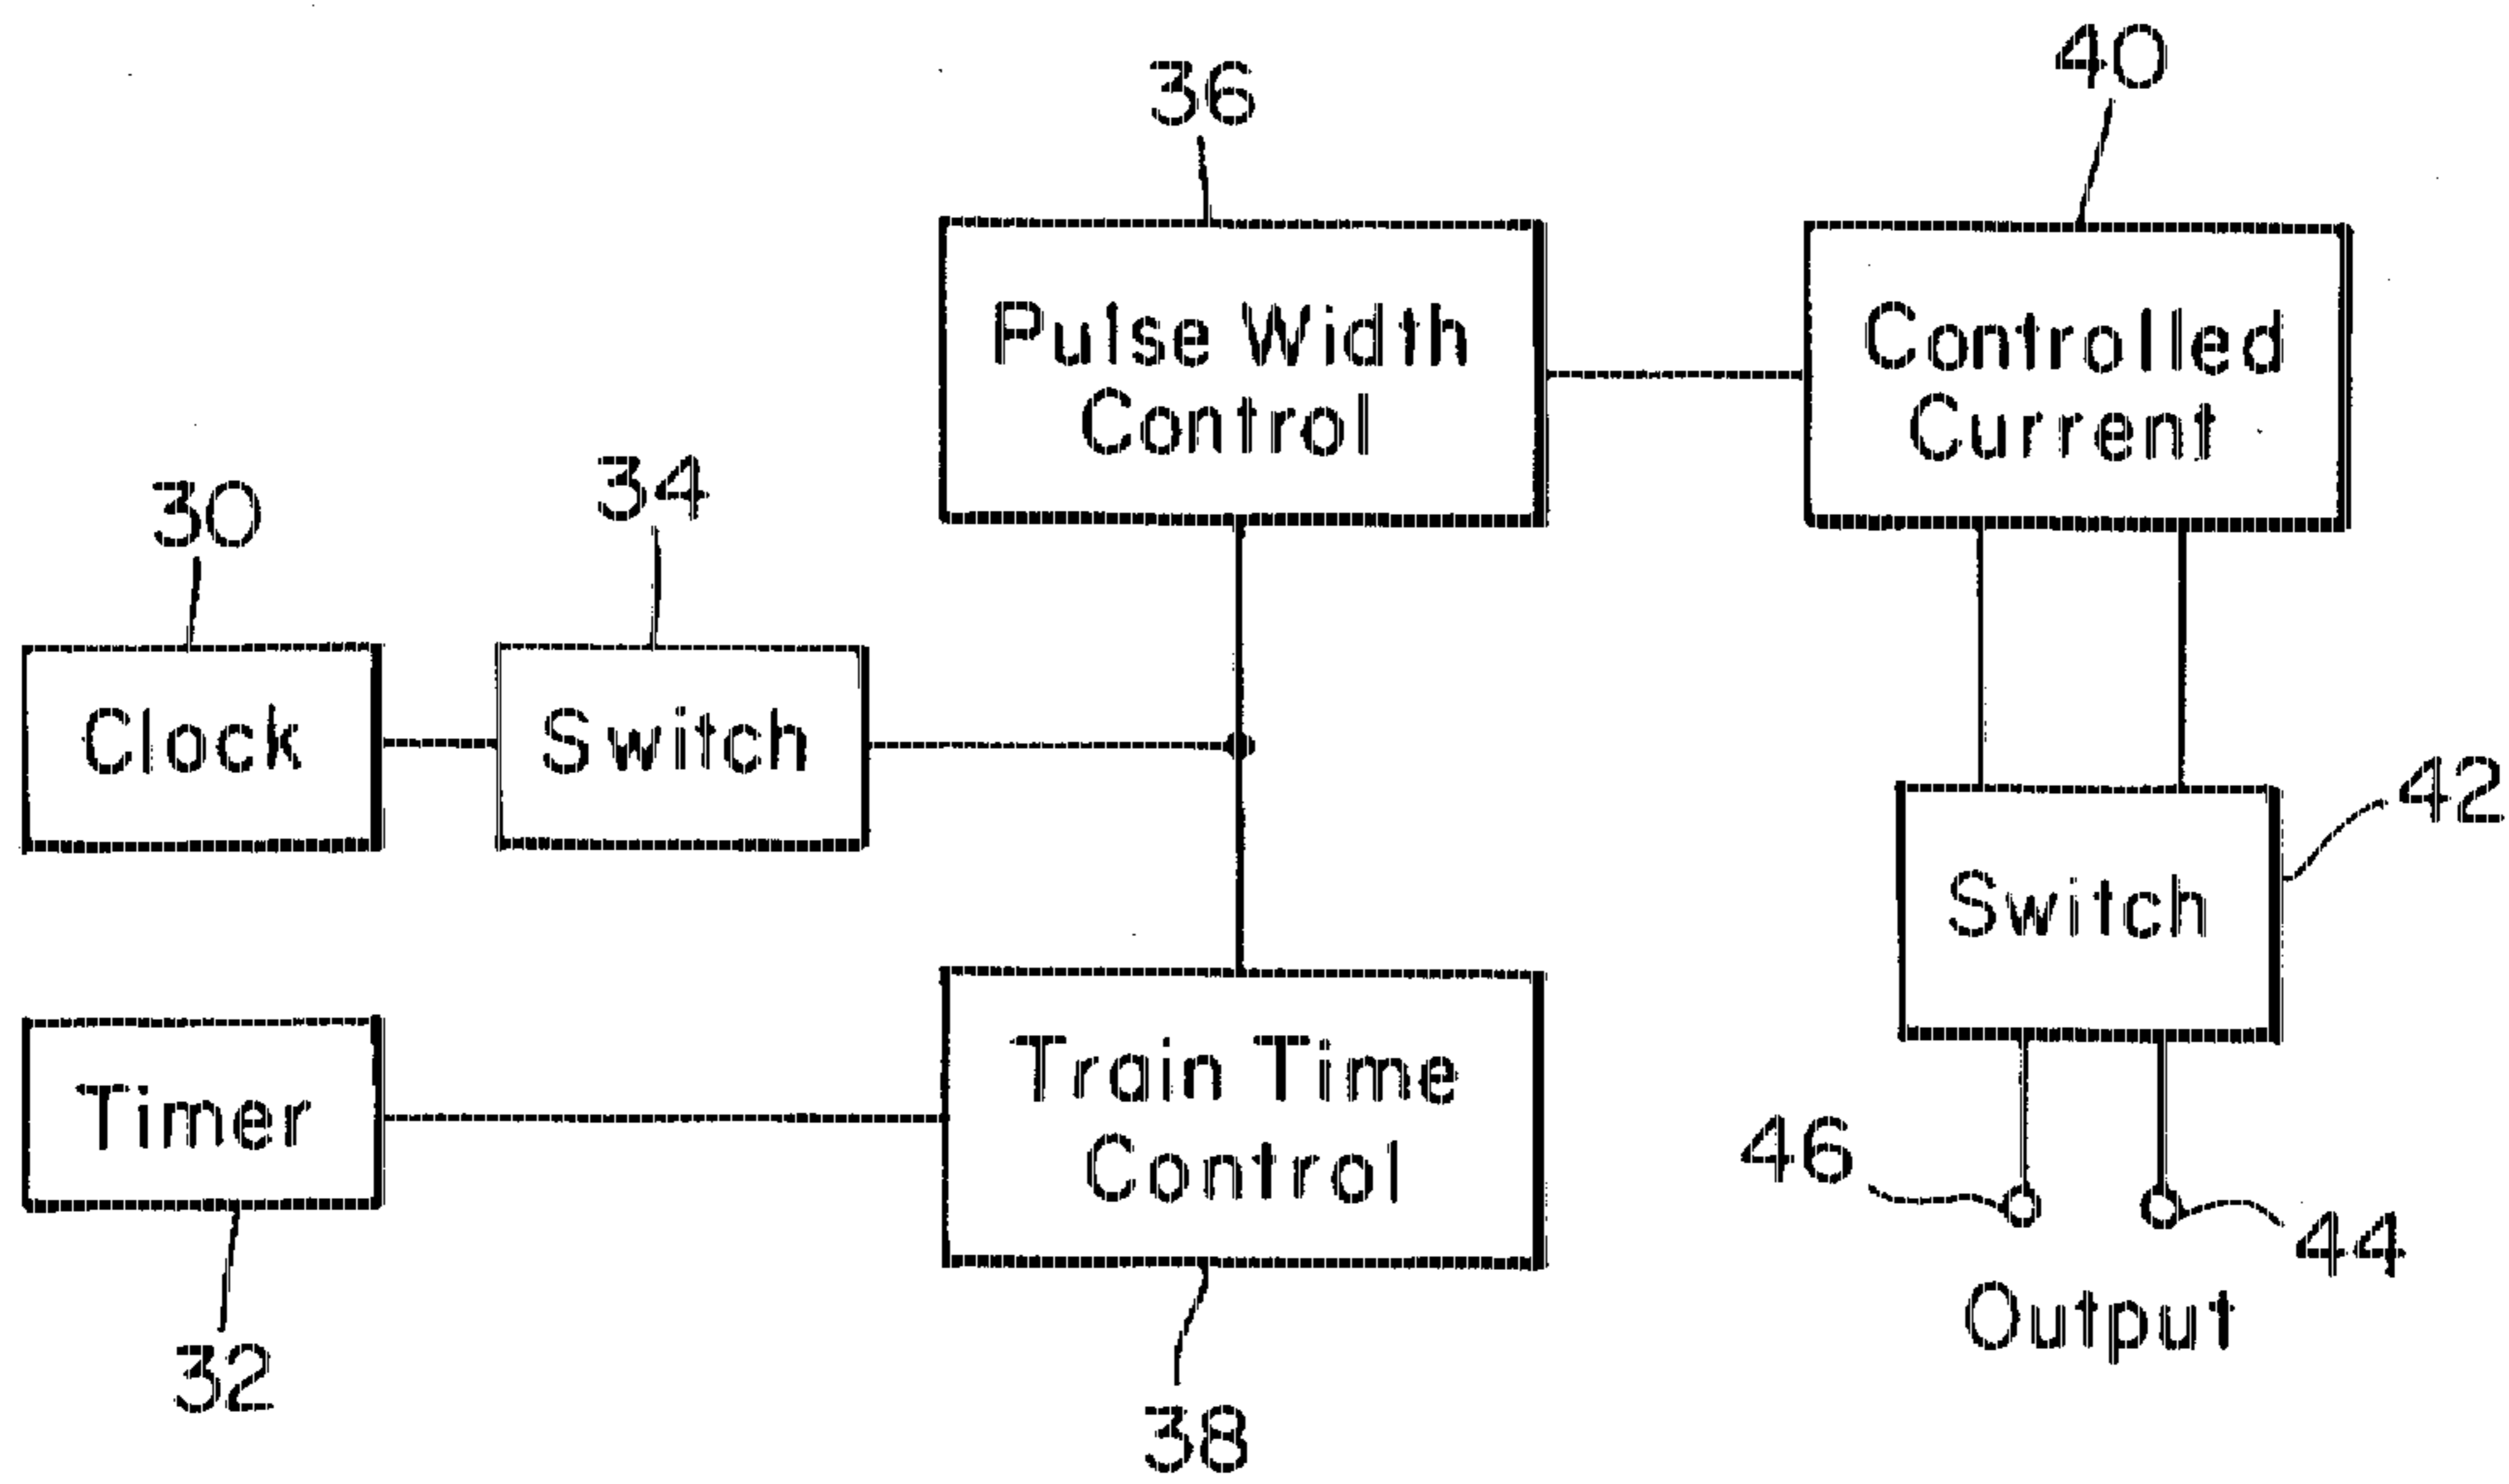 36
40
Pulse Width
Control
Controlled
Current
30
34
Clock
Switch
42
Switch
Timer
Train Time
Control
46
44
Output
32
38